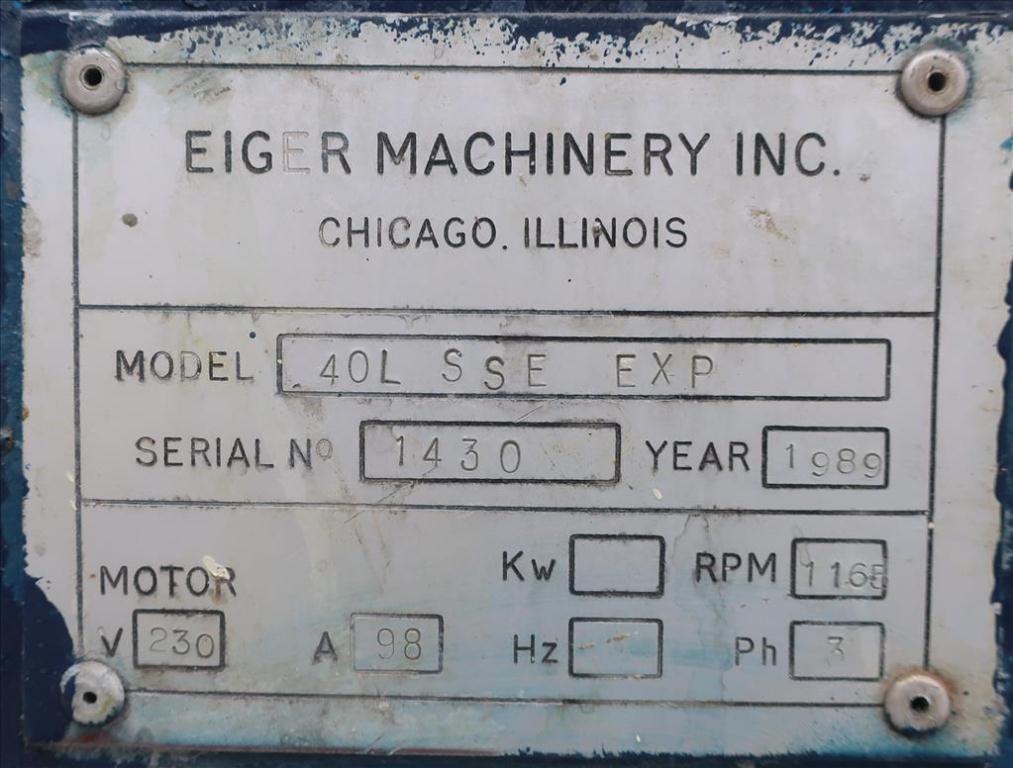 EIGER MACHINERY INC.
CHICAGO. ILLINOIS
MODEL 40L SSE EXP
SERIAL Nº 1430 YEAR 1989
MOTOR Kw RPM 1165
V 230 A 98 Hz Ph 3